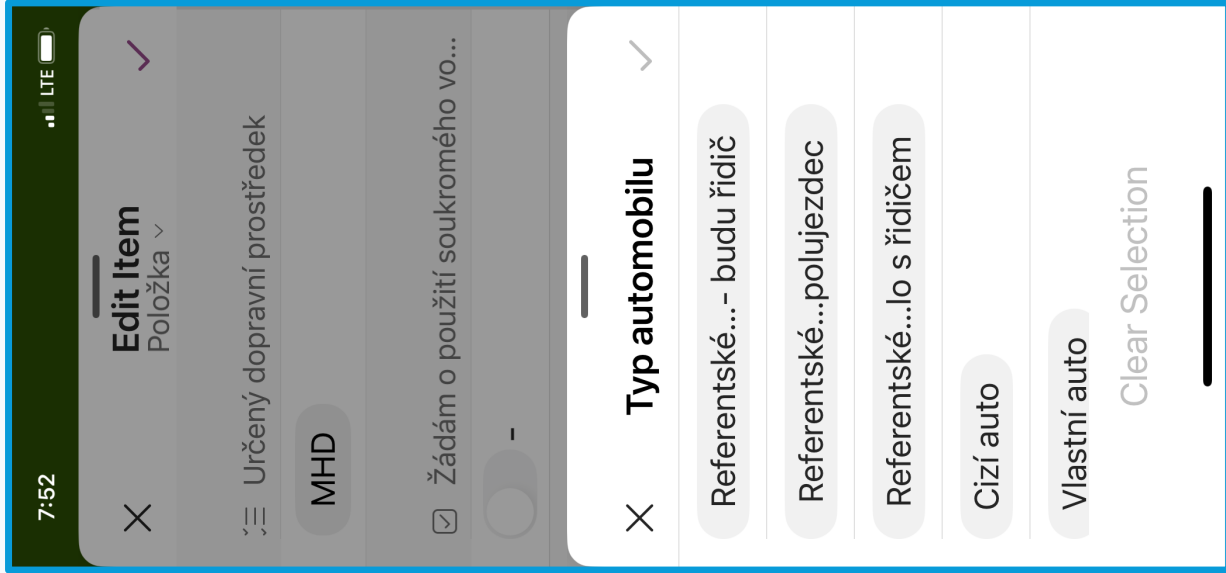 7:52
LTE
Edit Item
Položka
Určený dopravní prostředek
MHD
Žádám o použití soukromého vo...
-
Typ automobilu
Referentské...- budu řidič
Referentské...polujezdec
Referentské...lo s řidičem
Cizí auto
Vlastní auto
Clear Selection